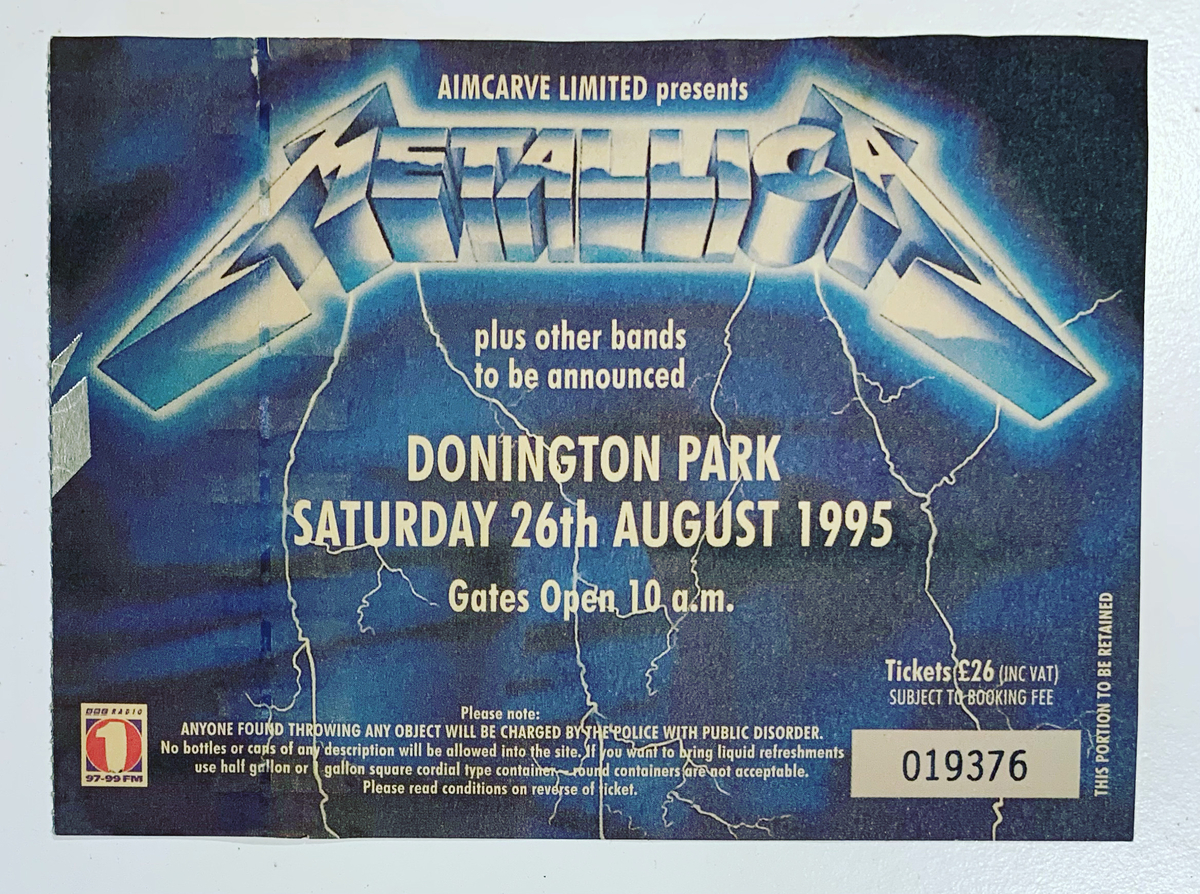 AIMCARVE LIMITED presents
METALLICA
plus other bands
to be announced
DONINGTON PARK
SATURDAY 26th AUGUST 1995
Gates Open 10 a.m.
Tickets £26 (INC VAT)
SUBJECT TO BOOKING FEE
Please note:
ANYONE FOUND THROWING ANY OBJECT WILL BE CHARGED BY THE POLICE WITH PUBLIC DISORDER.
No bottles or cans of any description will be allowed into the site. If you want to bring liquid refreshments
use half gallon or 1 gallon square cordial type container – round containers are not acceptable.
Please read conditions on reverse of ticket.
BBC RADIO
1
97-99 FM
019376
THIS PORTION TO BE RETAINED